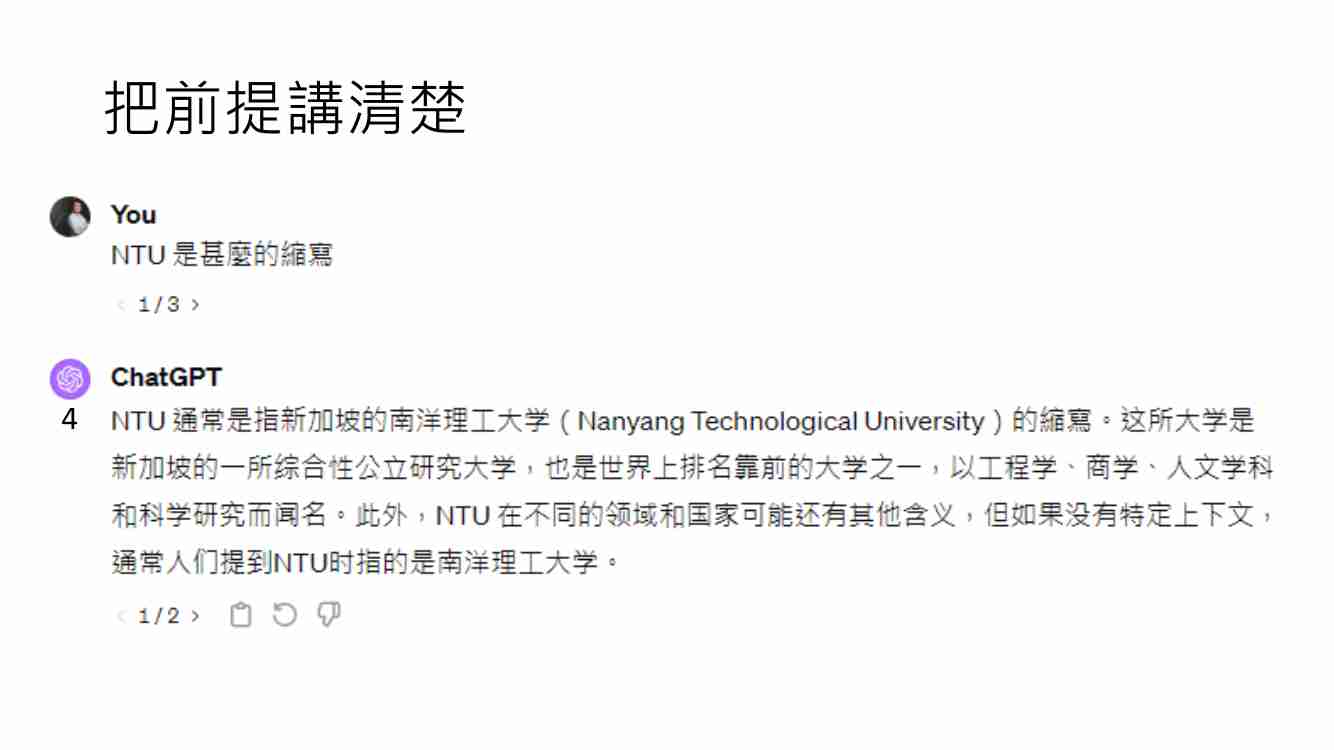 把前提講清楚
You
NTU 是甚麼的縮寫
< 1/3 >
ChatGPT
4
NTU 通常是指新加坡的南洋理工大学（Nanyang Technological University）的縮寫。这所大学是
新加坡的一所综合性公立研究大学，也是世界上排名靠前的大学之一，以工程学、商学、人文学科
和科学研究而闻名。此外，NTU 在不同的领域和国家可能还有其他含义，但如果没有特定上下文，
通常人们提到NTU时指的是南洋理工大学。
< 1/2 >